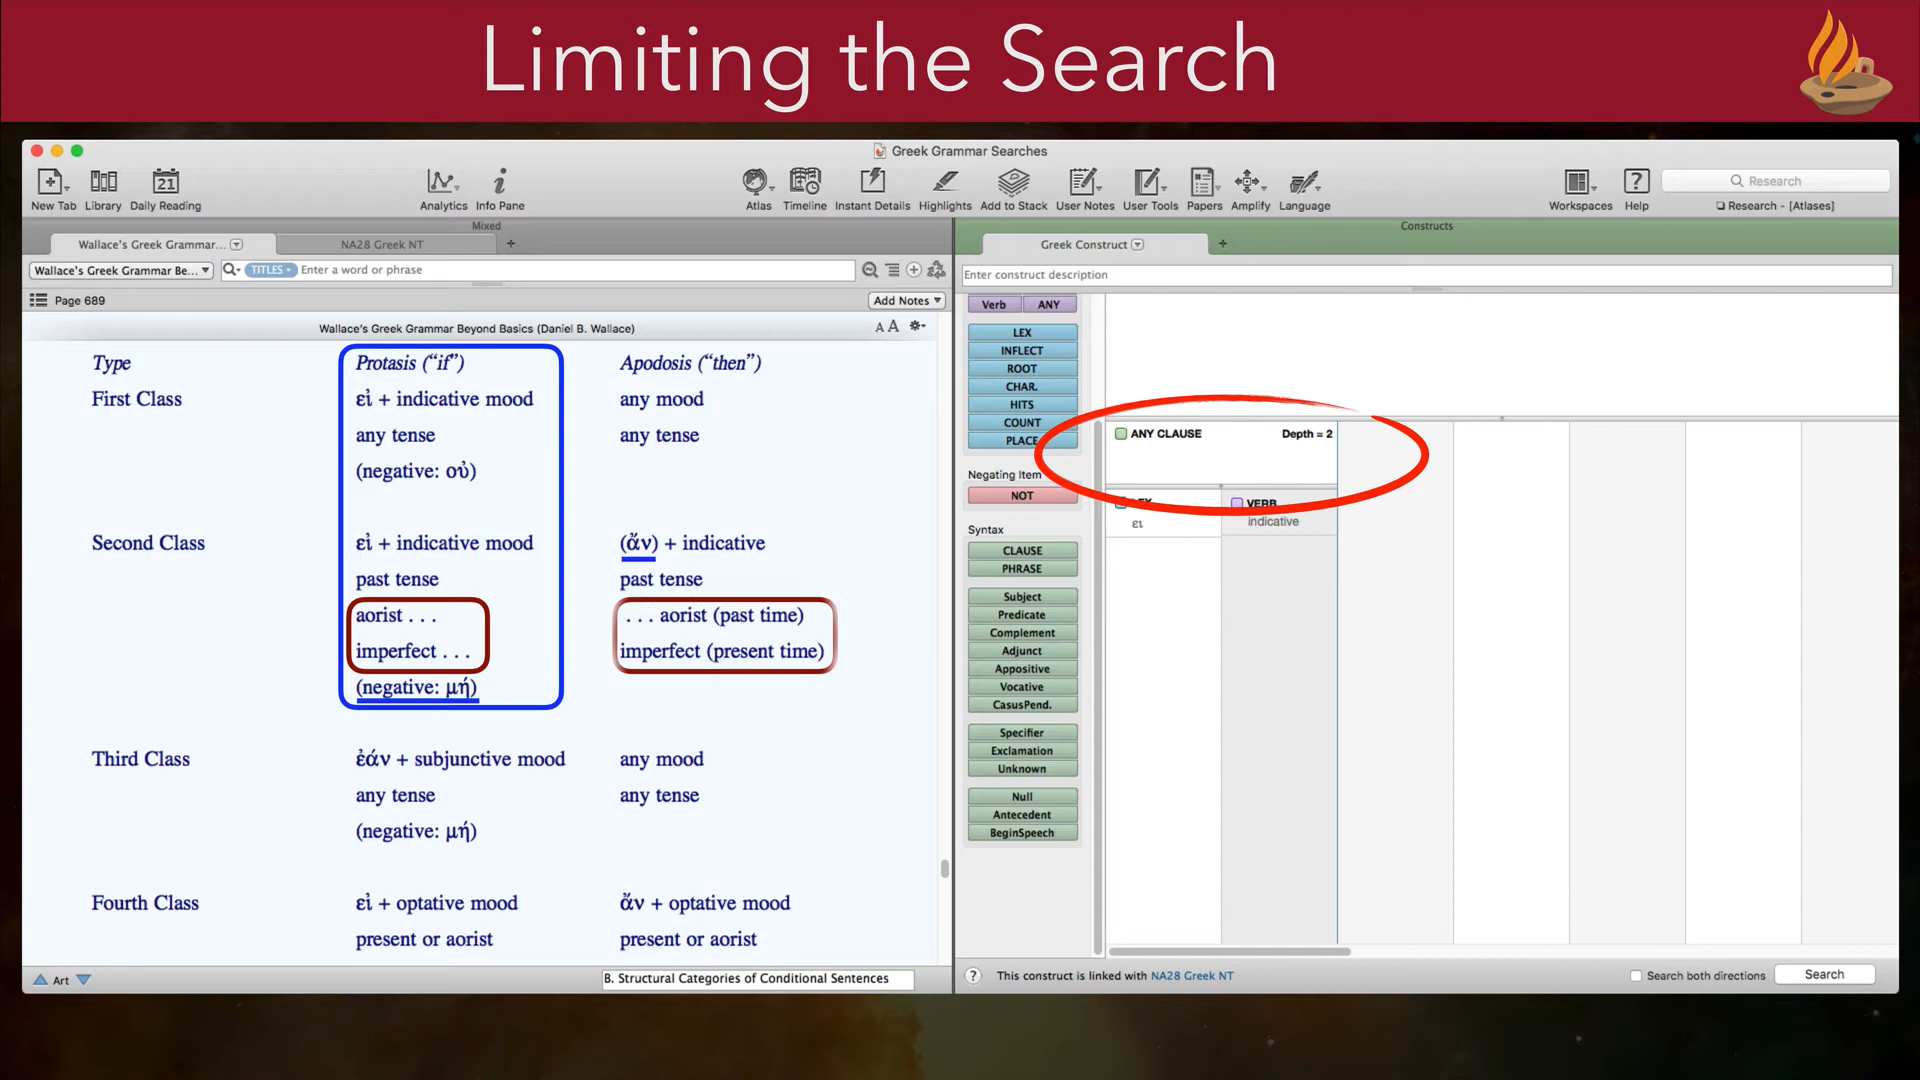 Limiting the Search
Greek Grammar Searches
New Tab Library Daily Reading Analytics Info Pane Atlas Timeline Instant Details Highlights Add to Stack User Notes User Tools Papers Amplify Language Workspaces Help Research
21
Research - [Atlases]
Mixed
Wallace's Greek Grammar... NA28 Greek NT +
Wallace's Greek Grammar Be... TITLES Enter a word or phrase
Page 689 Add Notes
Wallace's Greek Grammar Beyond Basics (Daniel B. Wallace) A A
Type Protasis (“if”) Apodosis (“then”)
First Class εἰ + indicative mood any mood
any tense any tense
(negative: οὐ)
Second Class εἰ + indicative mood (ἄν) + indicative
past tense past tense
aorist . . . . . . aorist (past time)
imperfect . . . imperfect (present time)
(negative: μή)
Third Class ἐάν + subjunctive mood any mood
any tense any tense
(negative: μή)
Fourth Class εἰ + optative mood ἄν + optative mood
present or aorist present or aorist
Art B. Structural Categories of Conditional Sentences
Constructs
Greek Construct +
Enter construct description
Verb ANY
LEX
INFLECT
ROOT
CHAR.
HITS
COUNT
PLACE
Negating Item
NOT
Syntax
CLAUSE
PHRASE
Subject
Predicate
Complement
Adjunct
Appositive
Vocative
CasusPend.
Specifier
Exclamation
Unknown
Null
Antecedent
BeginSpeech
ANY CLAUSE Depth = 2
LEX VERB
ει indicative
? This construct is linked with NA28 Greek NT Search both directions Search